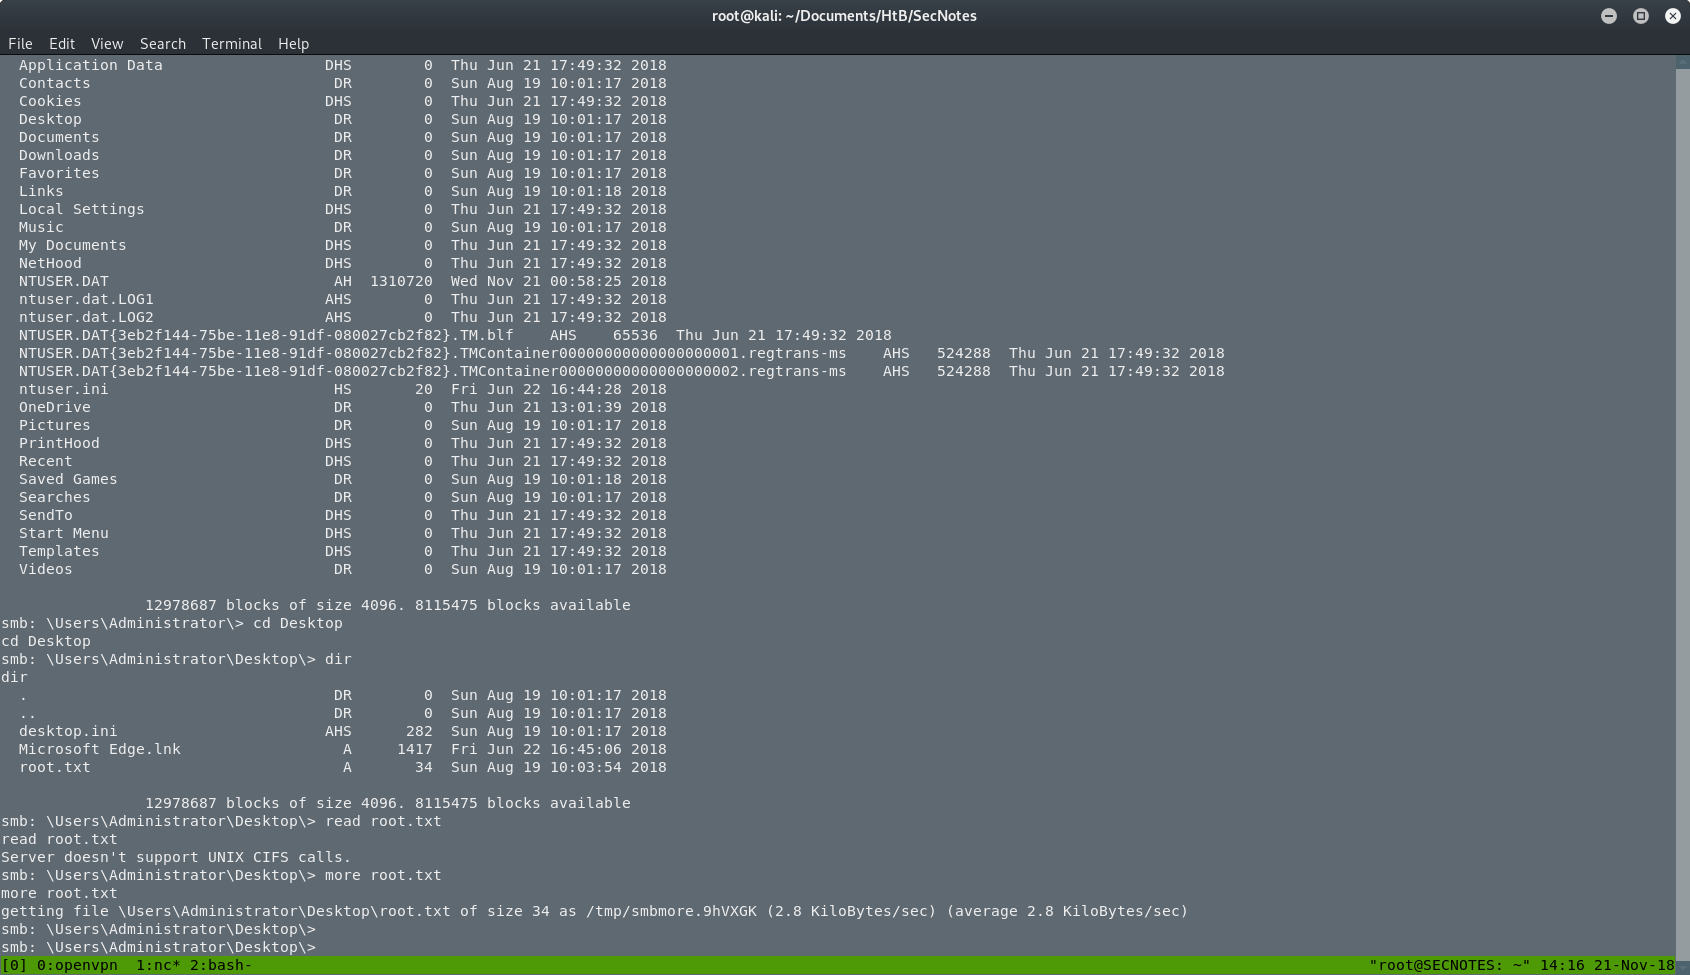 root@kali: ~/Documents/HtB/SecNotes
File Edit View Search Terminal Help
  Application Data                  DHS        0  Thu Jun 21 17:49:32 2018
  Contacts                           DR        0  Sun Aug 19 10:01:17 2018
  Cookies                           DHS        0  Thu Jun 21 17:49:32 2018
  Desktop                            DR        0  Sun Aug 19 10:01:17 2018
  Documents                          DR        0  Sun Aug 19 10:01:17 2018
  Downloads                          DR        0  Sun Aug 19 10:01:17 2018
  Favorites                          DR        0  Sun Aug 19 10:01:17 2018
  Links                              DR        0  Sun Aug 19 10:01:18 2018
  Local Settings                    DHS        0  Thu Jun 21 17:49:32 2018
  Music                              DR        0  Sun Aug 19 10:01:17 2018
  My Documents                      DHS        0  Thu Jun 21 17:49:32 2018
  NetHood                           DHS        0  Thu Jun 21 17:49:32 2018
  NTUSER.DAT                         AH  1310720  Wed Nov 21 00:58:25 2018
  ntuser.dat.LOG1                   AHS        0  Thu Jun 21 17:49:32 2018
  ntuser.dat.LOG2                   AHS        0  Thu Jun 21 17:49:32 2018
  NTUSER.DAT{3eb2f144-75be-11e8-91df-080027cb2f82}.TM.blf    AHS    65536  Thu Jun 21 17:49:32 2018
  NTUSER.DAT{3eb2f144-75be-11e8-91df-080027cb2f82}.TMContainer00000000000000000001.regtrans-ms    AHS   524288  Thu Jun 21 17:49:32 2018
  NTUSER.DAT{3eb2f144-75be-11e8-91df-080027cb2f82}.TMContainer00000000000000000002.regtrans-ms    AHS   524288  Thu Jun 21 17:49:32 2018
  ntuser.ini                         HS       20  Fri Jun 22 16:44:28 2018
  OneDrive                           DR        0  Thu Jun 21 13:01:39 2018
  Pictures                           DR        0  Sun Aug 19 10:01:17 2018
  PrintHood                         DHS        0  Thu Jun 21 17:49:32 2018
  Recent                            DHS        0  Thu Jun 21 17:49:32 2018
  Saved Games                        DR        0  Sun Aug 19 10:01:18 2018
  Searches                           DR        0  Sun Aug 19 10:01:17 2018
  SendTo                            DHS        0  Thu Jun 21 17:49:32 2018
  Start Menu                        DHS        0  Thu Jun 21 17:49:32 2018
  Templates                         DHS        0  Thu Jun 21 17:49:32 2018
  Videos                             DR        0  Sun Aug 19 10:01:17 2018
                12978687 blocks of size 4096. 8115475 blocks available
smb: \Users\Administrator\> cd Desktop
cd Desktop
smb: \Users\Administrator\Desktop\> dir
dir
  .                                  DR        0  Sun Aug 19 10:01:17 2018
  ..                                 DR        0  Sun Aug 19 10:01:17 2018
  desktop.ini                       AHS      282  Sun Aug 19 10:01:17 2018
  Microsoft Edge.lnk                  A     1417  Fri Jun 22 16:45:06 2018
  root.txt                            A       34  Sun Aug 19 10:03:54 2018
                12978687 blocks of size 4096. 8115475 blocks available
smb: \Users\Administrator\Desktop\> read root.txt
read root.txt
Server doesn't support UNIX CIFS calls.
smb: \Users\Administrator\Desktop\> more root.txt
more root.txt
getting file \Users\Administrator\Desktop\root.txt of size 34 as /tmp/smbmore.9hVXGK (2.8 KiloBytes/sec) (average 2.8 KiloBytes/sec)
smb: \Users\Administrator\Desktop\>
smb: \Users\Administrator\Desktop\>
[0] 0:openvpn  1:nc* 2:bash- "root@SECNOTES: ~" 14:16 21-Nov-18